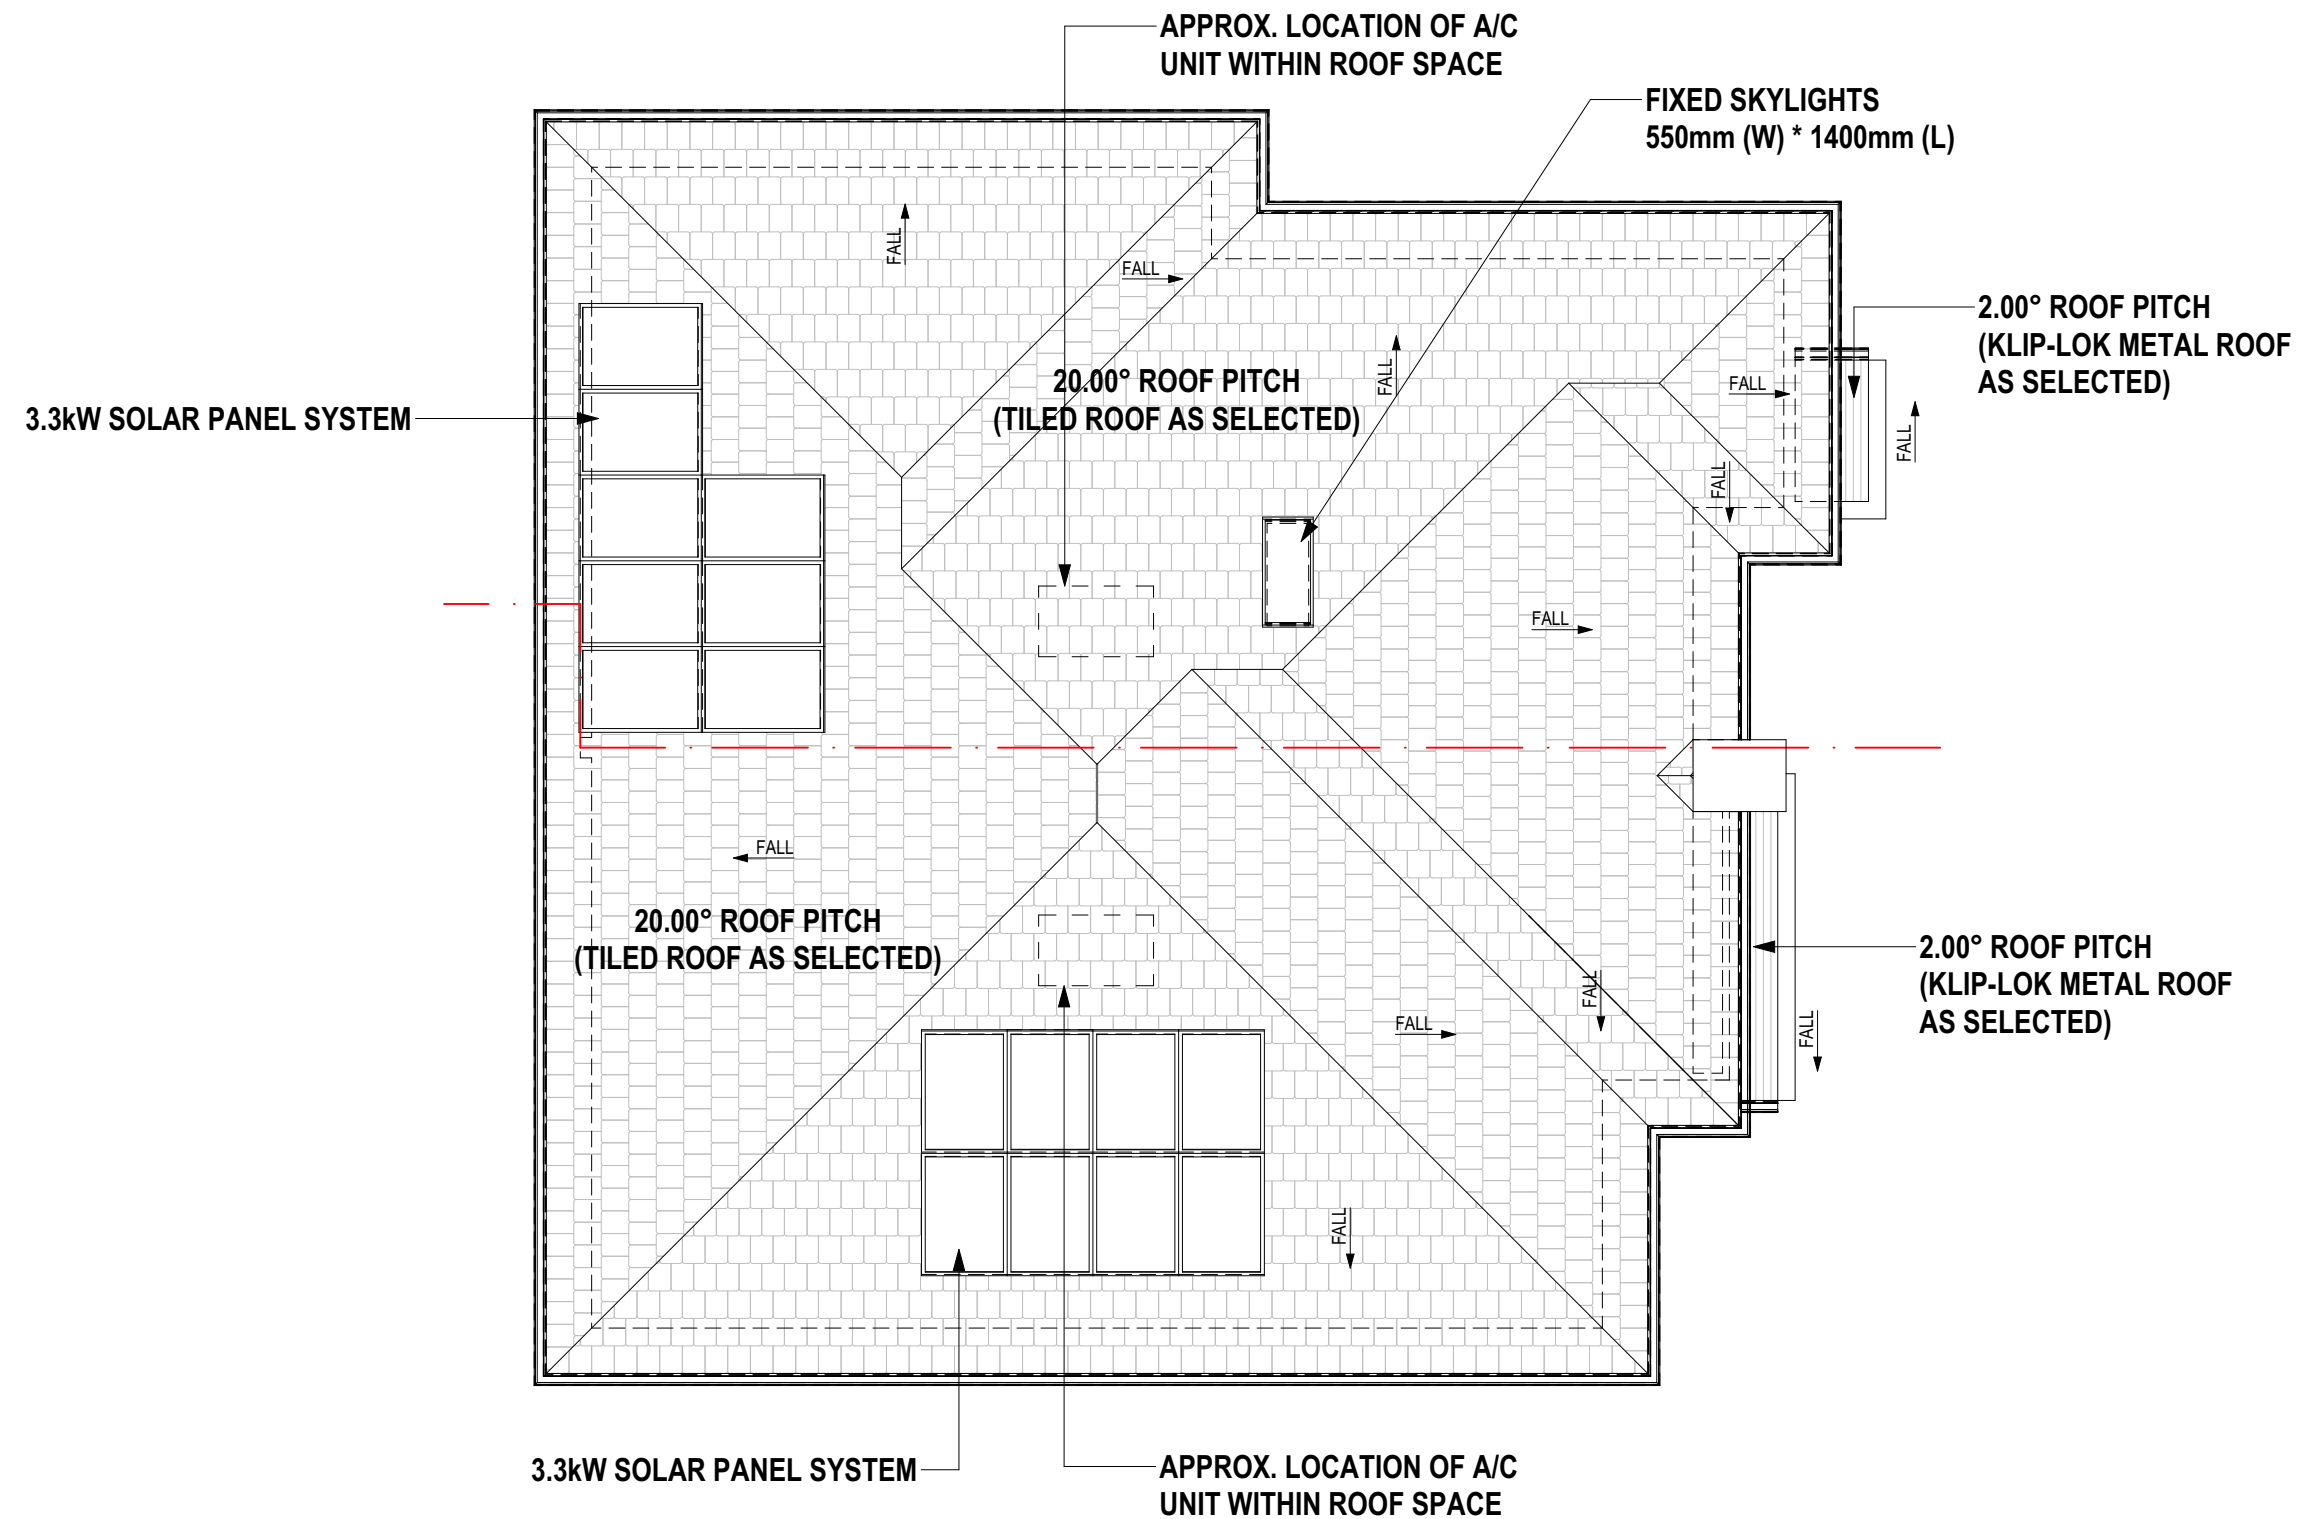 APPROX. LOCATION OF A/C
UNIT WITHIN ROOF SPACE
FIXED SKYLIGHTS
550mm (W) * 1400mm (L)
FALL
FALL
2.00° ROOF PITCH
(KLIP-LOK METAL ROOF
AS SELECTED)
20.00° ROOF PITCH
(TILED ROOF AS SELECTED)
FALL
FALL
3.3kW SOLAR PANEL SYSTEM
FALL
FALL
FALL
FALL
20.00° ROOF PITCH
(TILED ROOF AS SELECTED)
2.00° ROOF PITCH
(KLIP-LOK METAL ROOF
AS SELECTED)
FALL
FALL
FALL
FALL
3.3kW SOLAR PANEL SYSTEM
APPROX. LOCATION OF A/C
UNIT WITHIN ROOF SPACE